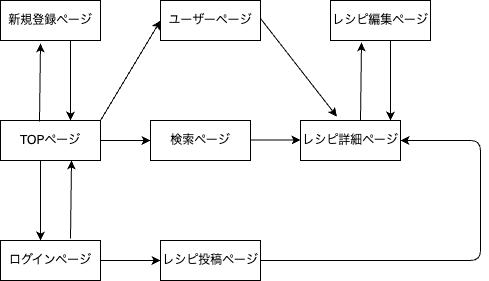 新規登録ページ
ユーザーページ
レシピ編集ページ
TOPページ
検索ページ
レシピ詳細ページ
ログインページ
レシピ投稿ページ